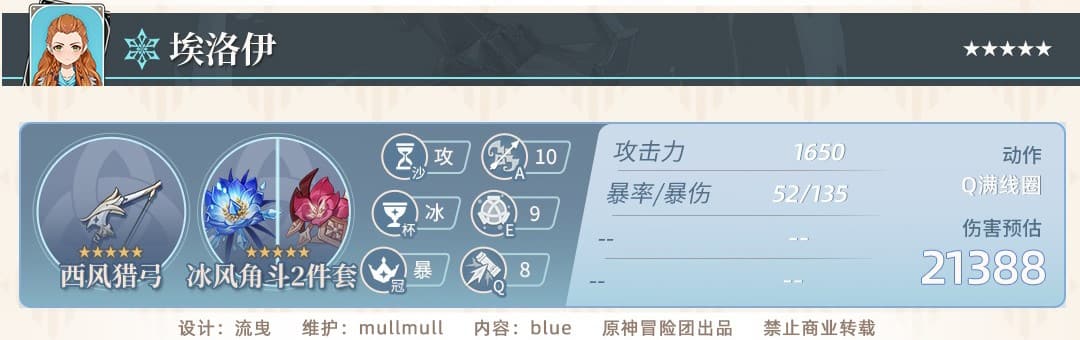 埃洛伊
西风猎弓
冰风角斗2件套
沙 攻
杯 冰
冠 暴
A 10
E 9
Q 8
攻击力 1650
暴率/暴伤 52/135
-- --
-- --
动作
Q满线圈
伤害预估
21388
设计：流曳 维护：mullmull 内容：blue 原神冒险团出品 禁止商业转载